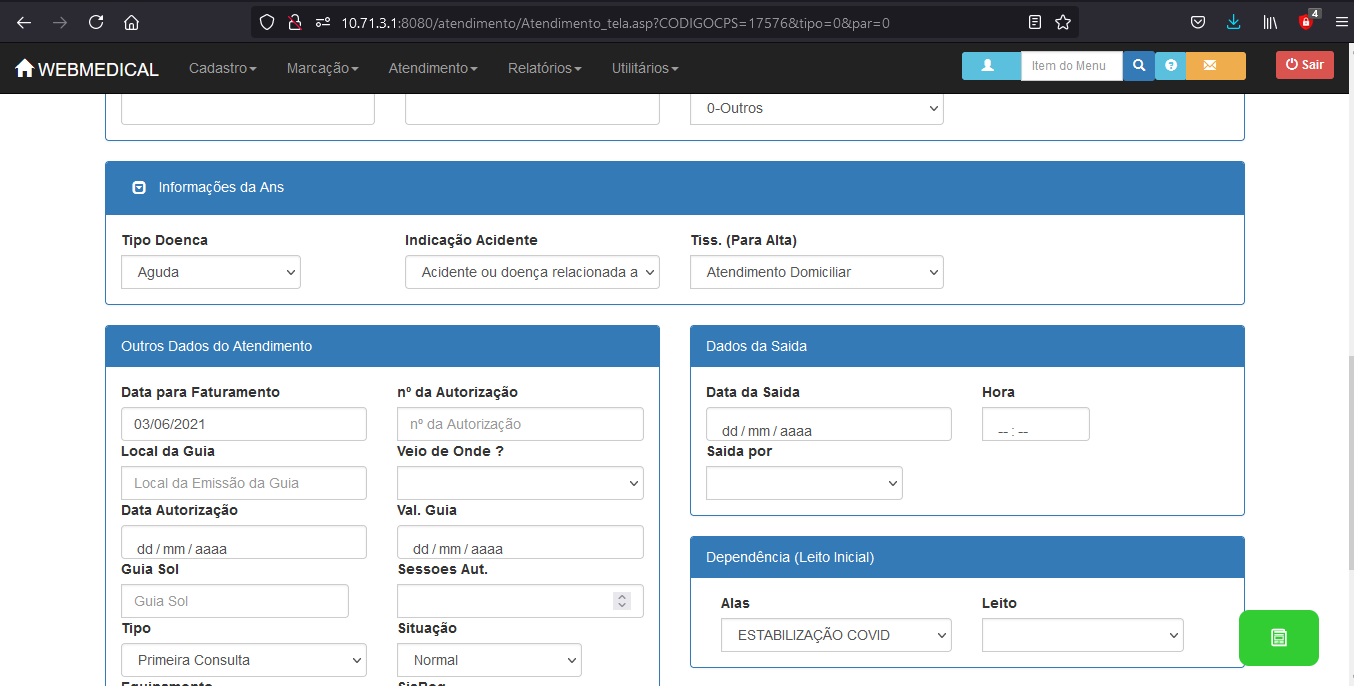 10.71.3.1:8080/atendimento/Atendimento_tela.asp?CODIGOCPS=17576&tipo=0&par=0
4
WEBMEDICAL Cadastro Marcação Atendimento Relatórios Utilitários Item do Menu ? Sair
0-Outros
Informações da Ans
Tipo Doenca Indicação Acidente Tiss. (Para Alta)
Aguda Acidente ou doença relacionada a Atendimento Domiciliar
Outros Dados do Atendimento
Data para Faturamento nº da Autorização
03/06/2021 nº da Autorização
Local da Guia Veio de Onde ?
Local da Emissão da Guia
Data Autorização Val. Guia
dd / mm / aaaa dd / mm / aaaa
Guia Sol Sessoes Aut.
Guia Sol
Tipo Situação
Primeira Consulta Normal
Equipamento SisReg
Dados da Saida
Data da Saida Hora
dd / mm / aaaa -- : --
Saida por
Dependência (Leito Inicial)
Alas Leito
ESTABILIZAÇÃO COVID